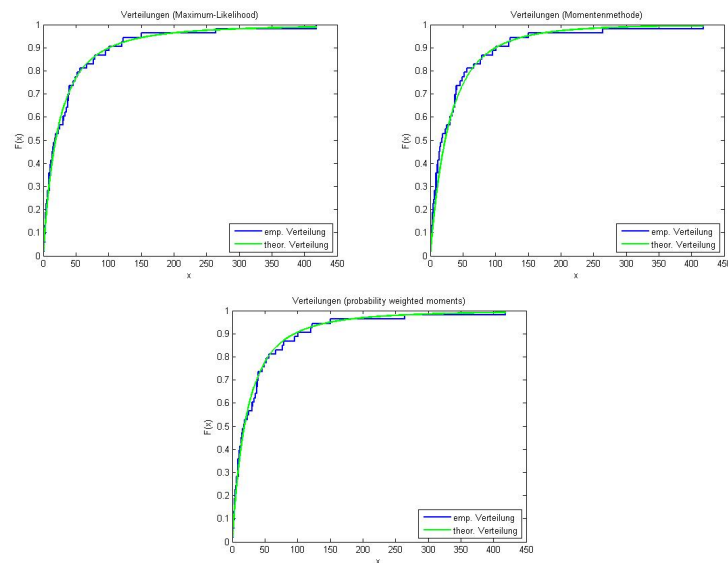 Verteilungen (Maximum-Likelihood)
1
0.9
0.8
0.7
0.6
0.5
0.4
0.3
0.2
0.1
0
F(x)
0 50 100 150 200 250 300 350 400 450
x
emp. Verteilung
theor. Verteilung
Verteilungen (Momentenmethode)
1
0.9
0.8
0.7
0.6
0.5
0.4
0.3
0.2
0.1
0
F(x)
0 50 100 150 200 250 300 350 400 450
x
emp. Verteilung
theor. Verteilung
Verteilungen (probability weighted moments)
1
0.9
0.8
0.7
0.6
0.5
0.4
0.3
0.2
0.1
0
F(x)
0 50 100 150 200 250 300 350 400 450
x
emp. Verteilung
theor. Verteilung